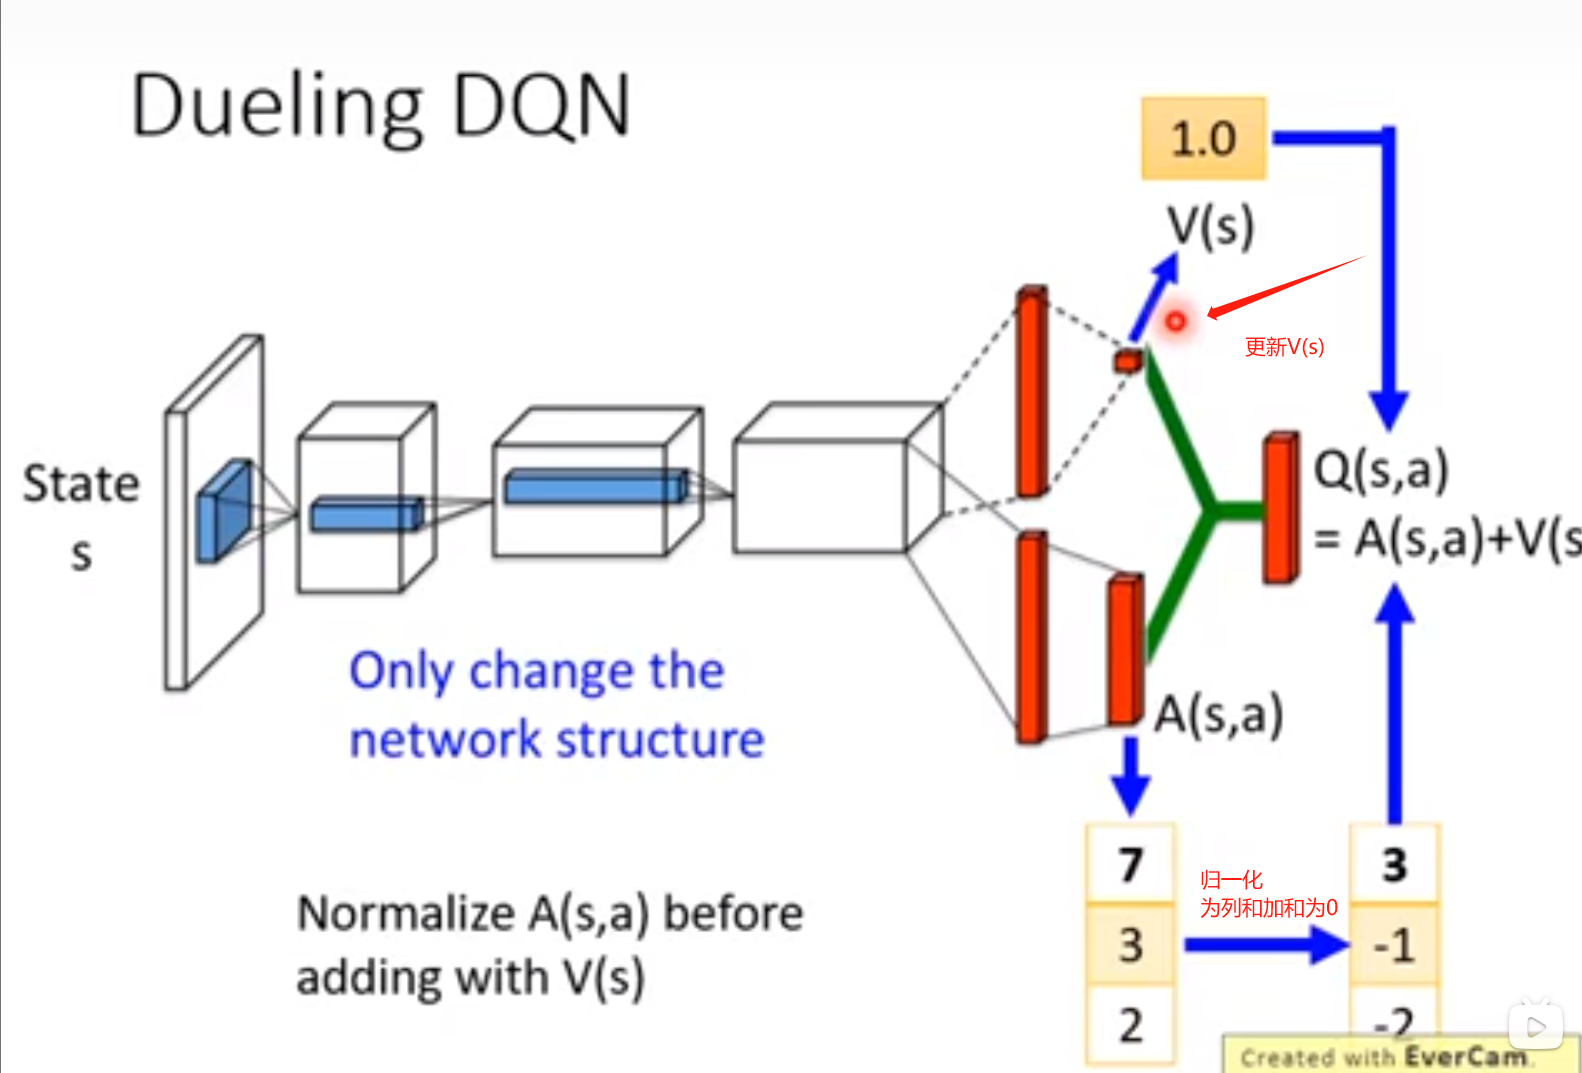 Dueling DQN
1.0
V(s)
更新V(s)
State
s
Q(s,a)
= A(s,a)+V(s
Only change the
network structure
A(s,a)
7
3
3
-1
2
-2
归一化
为列和加和为0
Normalize A(s,a) before
adding with V(s)
Created with EverCam.